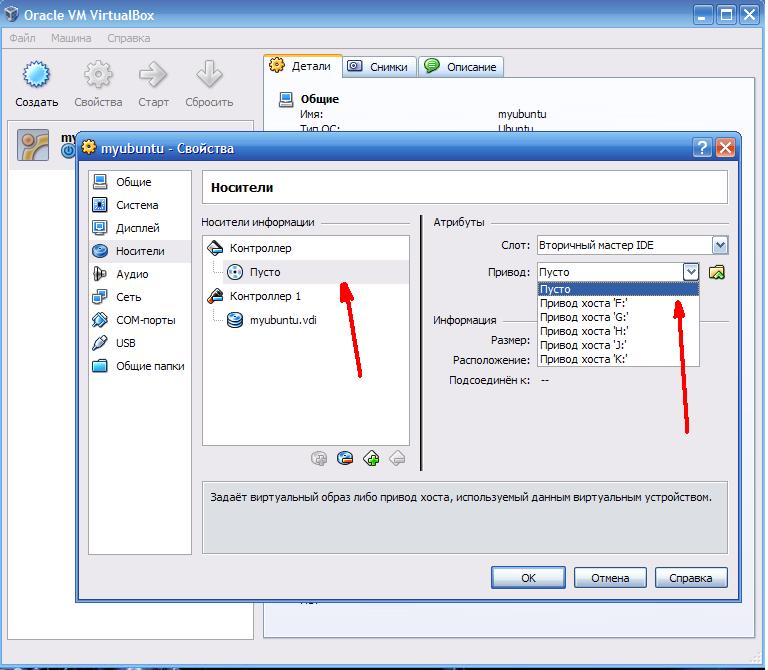 Oracle VM VirtualBox
Файл Машина Справка
Создать Свойства Старт Сбросить
Детали Снимки Описание
Общие
Имя: myubuntu
Тип ОС: Ubuntu
my
myubuntu - Свойства
Общие
Система
Дисплей
Носители
Аудио
Сеть
COM-порты
USB
Общие папки
Носители
Носители информации
Контроллер
Пусто
Контроллер 1
myubuntu.vdi
Атрибуты
Слот: Вторичный мастер IDE
Привод: Пусто
Пусто
Привод хоста 'F:'
Привод хоста 'G:'
Привод хоста 'H:'
Привод хоста 'J:'
Привод хоста 'K:'
Информация
Размер:
Расположение:
Подсоединён к: --
Задаёт виртуальный образ либо привод хоста, используемый данным виртуальным устройством.
OK Отмена Справка